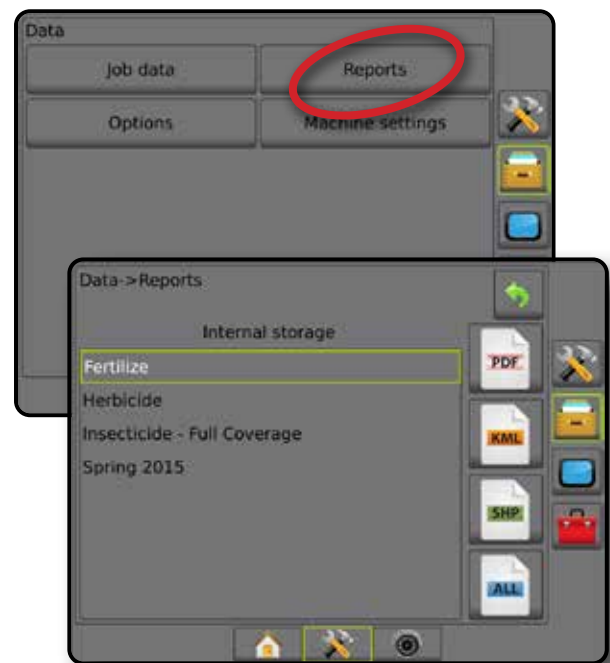 Data
Job data
Reports
Options
Machine settings
Data->Reports
Internal storage
Fertilize
PDF
Herbicide
Insecticide - Full Coverage
KML
Spring 2015
SHP
ALL